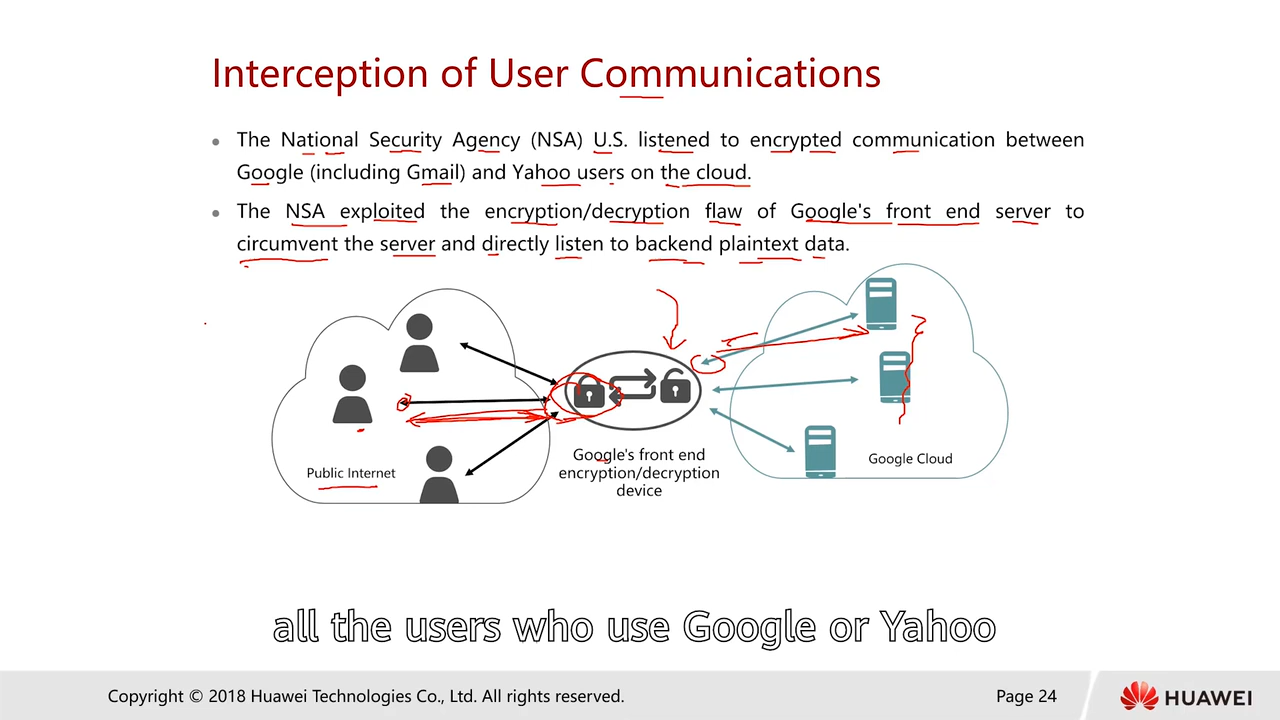 Interception of User Communications
The National Security Agency (NSA) U.S. listened to encrypted communication between
Google (including Gmail) and Yahoo users on the cloud.
The NSA exploited the encryption/decryption flaw of Google's front end server to
circumvent the server and directly listen to backend plaintext data.
Public Internet
Google's front end
encryption/decryption
device
Google Cloud
all the users who use Google or Yahoo
Copyright © 2018 Huawei Technologies Co., Ltd. All rights reserved.
Page 24
HUAWEI